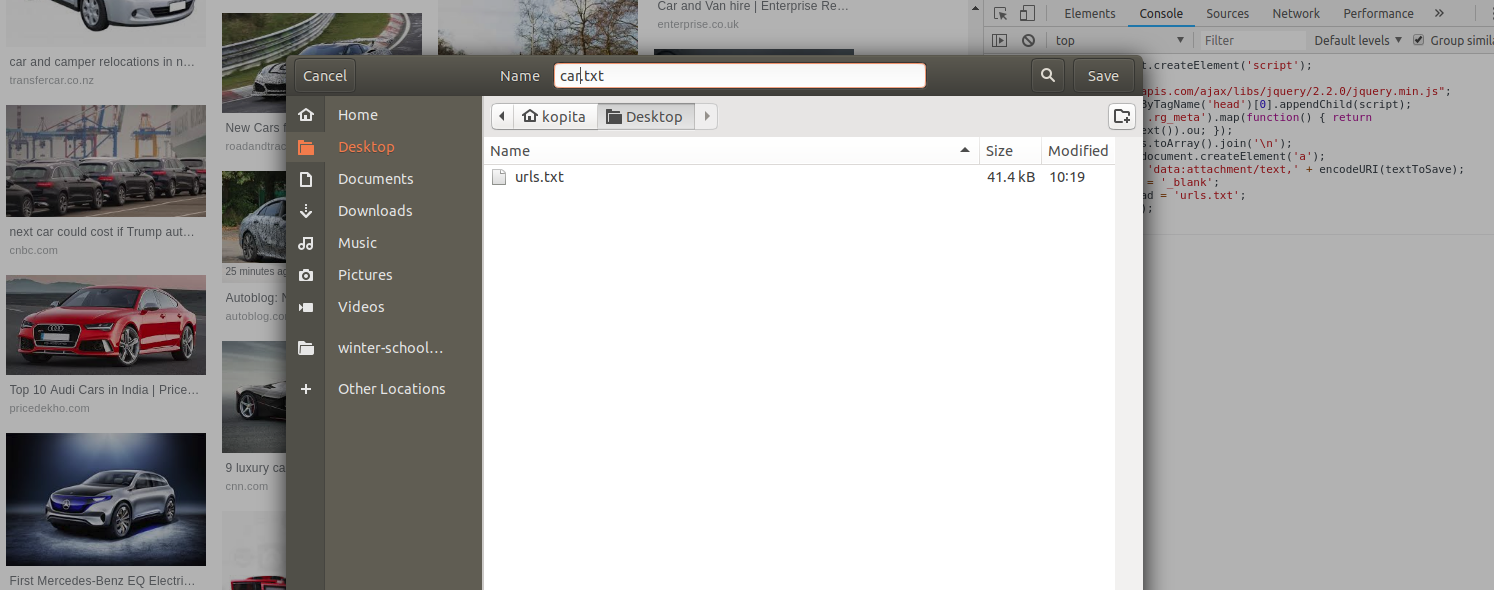 car and camper relocations in n...
transfercar.co.nz
next car could cost if Trump aut...
cnbc.com
Top 10 Audi Cars in India | Price...
pricedekho.com
First Mercedes-Benz EQ Electri...
New Cars f
roadandtrac
25 minutes ag
Autoblog: N
autoblog.co
9 luxury ca
cnn.com
Car and Van hire | Enterprise Re...
enterprise.co.uk
Cancel
Name
car.txt
Save
Home
Desktop
Documents
Downloads
Music
Pictures
Videos
winter-school...
Other Locations
kopita
Desktop
Name Size Modified
urls.txt 41.4 kB 10:19
Elements Console Sources Network Performance »
top Filter Default levels Group simila
t.createElement('script');
apis.com/ajax/libs/jquery/2.2.0/jquery.min.js";
ByTagName('head')[0].appendChild(script);
.rg_meta').map(function() { return
ext()).ou; });
s.toArray().join('\n');
document.createElement('a');
'data:attachment/text,' + encodeURI(textToSave);
= '_blank';
ad = 'urls.txt';
);